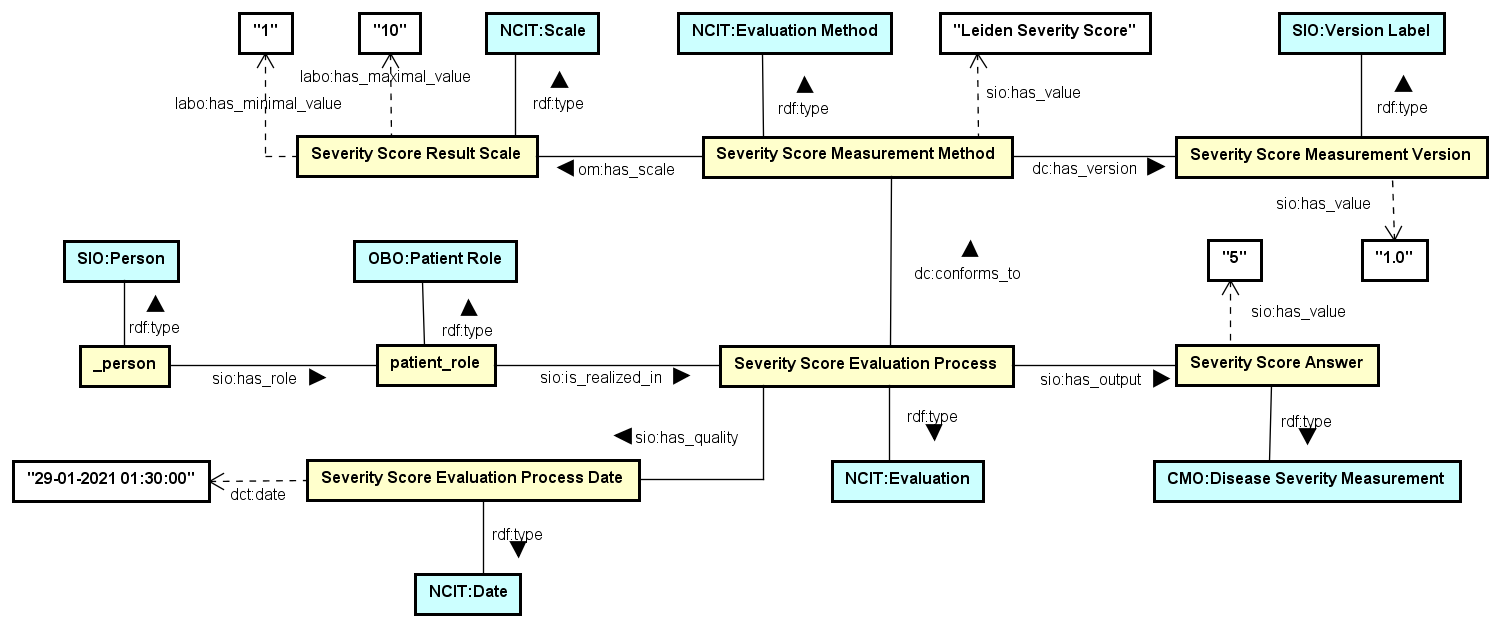 "1"
"10"
NCIT:Scale
NCIT:Evaluation Method
"Leiden Severity Score"
SIO:Version Label
labo:has_maximal_value
labo:has_minimal_value
rdf:type
rdf:type
sio:has_value
rdf:type
Severity Score Result Scale
Severity Score Measurement Method
Severity Score Measurement Version
om:has_scale
dc:has_version
sio:has_value
SIO:Person
OBO:Patient Role
"5"
"1.0"
dc:conforms_to
rdf:type
rdf:type
sio:has_value
_person
patient_role
Severity Score Evaluation Process
Severity Score Answer
sio:has_role
sio:is_realized_in
sio:has_output
rdf:type
rdf:type
sio:has_quality
"29-01-2021 01:30:00"
Severity Score Evaluation Process Date
NCIT:Evaluation
CMO:Disease Severity Measurement
dct:date
rdf:type
NCIT:Date